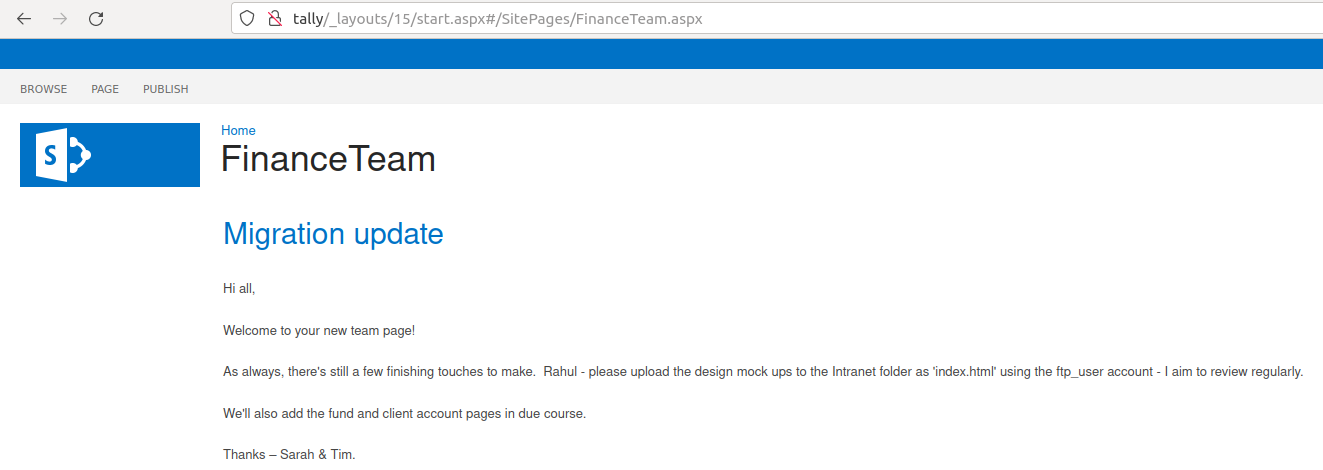 tally/_layouts/15/start.aspx#/SitePages/FinanceTeam.aspx
BROWSE PAGE PUBLISH
S
Home
FinanceTeam
Migration update
Hi all,
Welcome to your new team page!
As always, there's still a few finishing touches to make.  Rahul - please upload the design mock ups to the Intranet folder as 'index.html' using the ftp_user account - I aim to review regularly.
We'll also add the fund and client account pages in due course.
Thanks – Sarah & Tim.